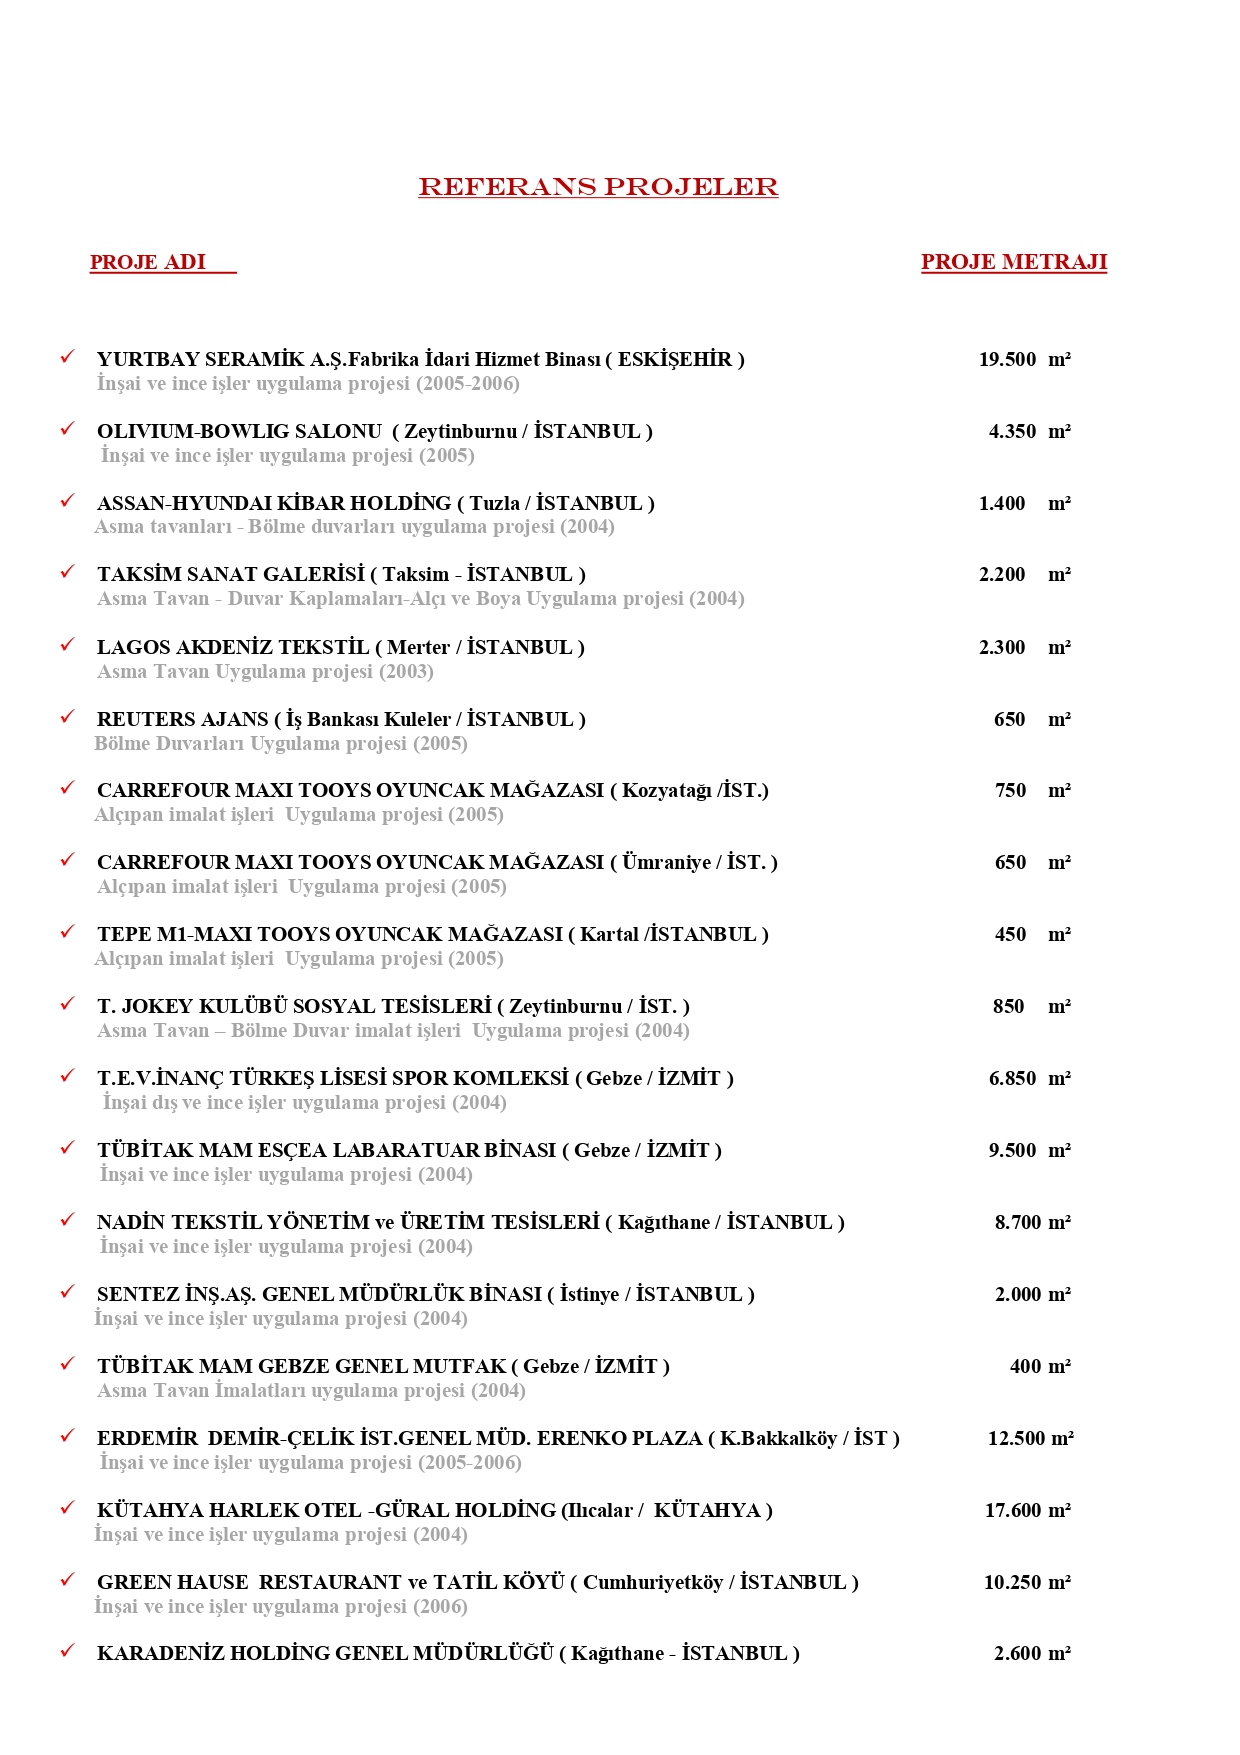 REFERANS PROJELER
PROJE ADI PROJE METRAJI
✓ YURTBAY SERAMİK A.Ş.Fabrika İdari Hizmet Binası ( ESKİŞEHİR ) 19.500 m²
İnşai ve ince işler uygulama projesi (2005-2006)
✓ OLIVIUM-BOWLIG SALONU ( Zeytinburnu / İSTANBUL ) 4.350 m²
İnşai ve ince işler uygulama projesi (2005)
✓ ASSAN-HYUNDAI KİBAR HOLDİNG ( Tuzla / İSTANBUL ) 1.400 m²
Asma tavanları - Bölme duvarları uygulama projesi (2004)
✓ TAKSİM SANAT GALERİSİ ( Taksim - İSTANBUL ) 2.200 m²
Asma Tavan - Duvar Kaplamaları-Alçı ve Boya Uygulama projesi (2004)
✓ LAGOS AKDENİZ TEKSTİL ( Merter / İSTANBUL ) 2.300 m²
Asma Tavan Uygulama projesi (2003)
✓ REUTERS AJANS ( İş Bankası Kuleler / İSTANBUL ) 650 m²
Bölme Duvarları Uygulama projesi (2005)
✓ CARREFOUR MAXI TOOYS OYUNCAK MAĞAZASI ( Kozyatağı /İST.) 750 m²
Alçıpan imalat işleri Uygulama projesi (2005)
✓ CARREFOUR MAXI TOOYS OYUNCAK MAĞAZASI ( Ümraniye / İST. ) 650 m²
Alçıpan imalat işleri Uygulama projesi (2005)
✓ TEPE M1-MAXI TOOYS OYUNCAK MAĞAZASI ( Kartal /İSTANBUL ) 450 m²
Alçıpan imalat işleri Uygulama projesi (2005)
✓ T. JOKEY KULÜBÜ SOSYAL TESİSLERİ ( Zeytinburnu / İST. ) 850 m²
Asma Tavan – Bölme Duvar imalat işleri Uygulama projesi (2004)
✓ T.E.V.İNANÇ TÜRKEŞ LİSESİ SPOR KOMLEKSİ ( Gebze / İZMİT ) 6.850 m²
İnşai dış ve ince işler uygulama projesi (2004)
✓ TÜBİTAK MAM ESÇEA LABARATUAR BİNASI ( Gebze / İZMİT ) 9.500 m²
İnşai ve ince işler uygulama projesi (2004)
✓ NADİN TEKSTİL YÖNETİM ve ÜRETİM TESİSLERİ ( Kağıthane / İSTANBUL ) 8.700 m²
İnşai ve ince işler uygulama projesi (2004)
✓ SENTEZ İNŞ.AŞ. GENEL MÜDÜRLÜK BİNASI ( İstinye / İSTANBUL ) 2.000 m²
İnşai ve ince işler uygulama projesi (2004)
✓ TÜBİTAK MAM GEBZE GENEL MUTFAK ( Gebze / İZMİT ) 400 m²
Asma Tavan İmalatları uygulama projesi (2004)
✓ ERDEMİR DEMİR-ÇELİK İST.GENEL MÜD. ERENKO PLAZA ( K.Bakkalköy / İST ) 12.500 m²
İnşai ve ince işler uygulama projesi (2005-2006)
✓ KÜTAHYA HARLEK OTEL -GÜRAL HOLDİNG (Ilıcalar / KÜTAHYA ) 17.600 m²
İnşai ve ince işler uygulama projesi (2004)
✓ GREEN HAUSE RESTAURANT ve TATİL KÖYÜ ( Cumhuriyetköy / İSTANBUL ) 10.250 m²
İnşai ve ince işler uygulama projesi (2006)
✓ KARADENİZ HOLDİNG GENEL MÜDÜRLÜĞÜ ( Kağıthane - İSTANBUL ) 2.600 m²